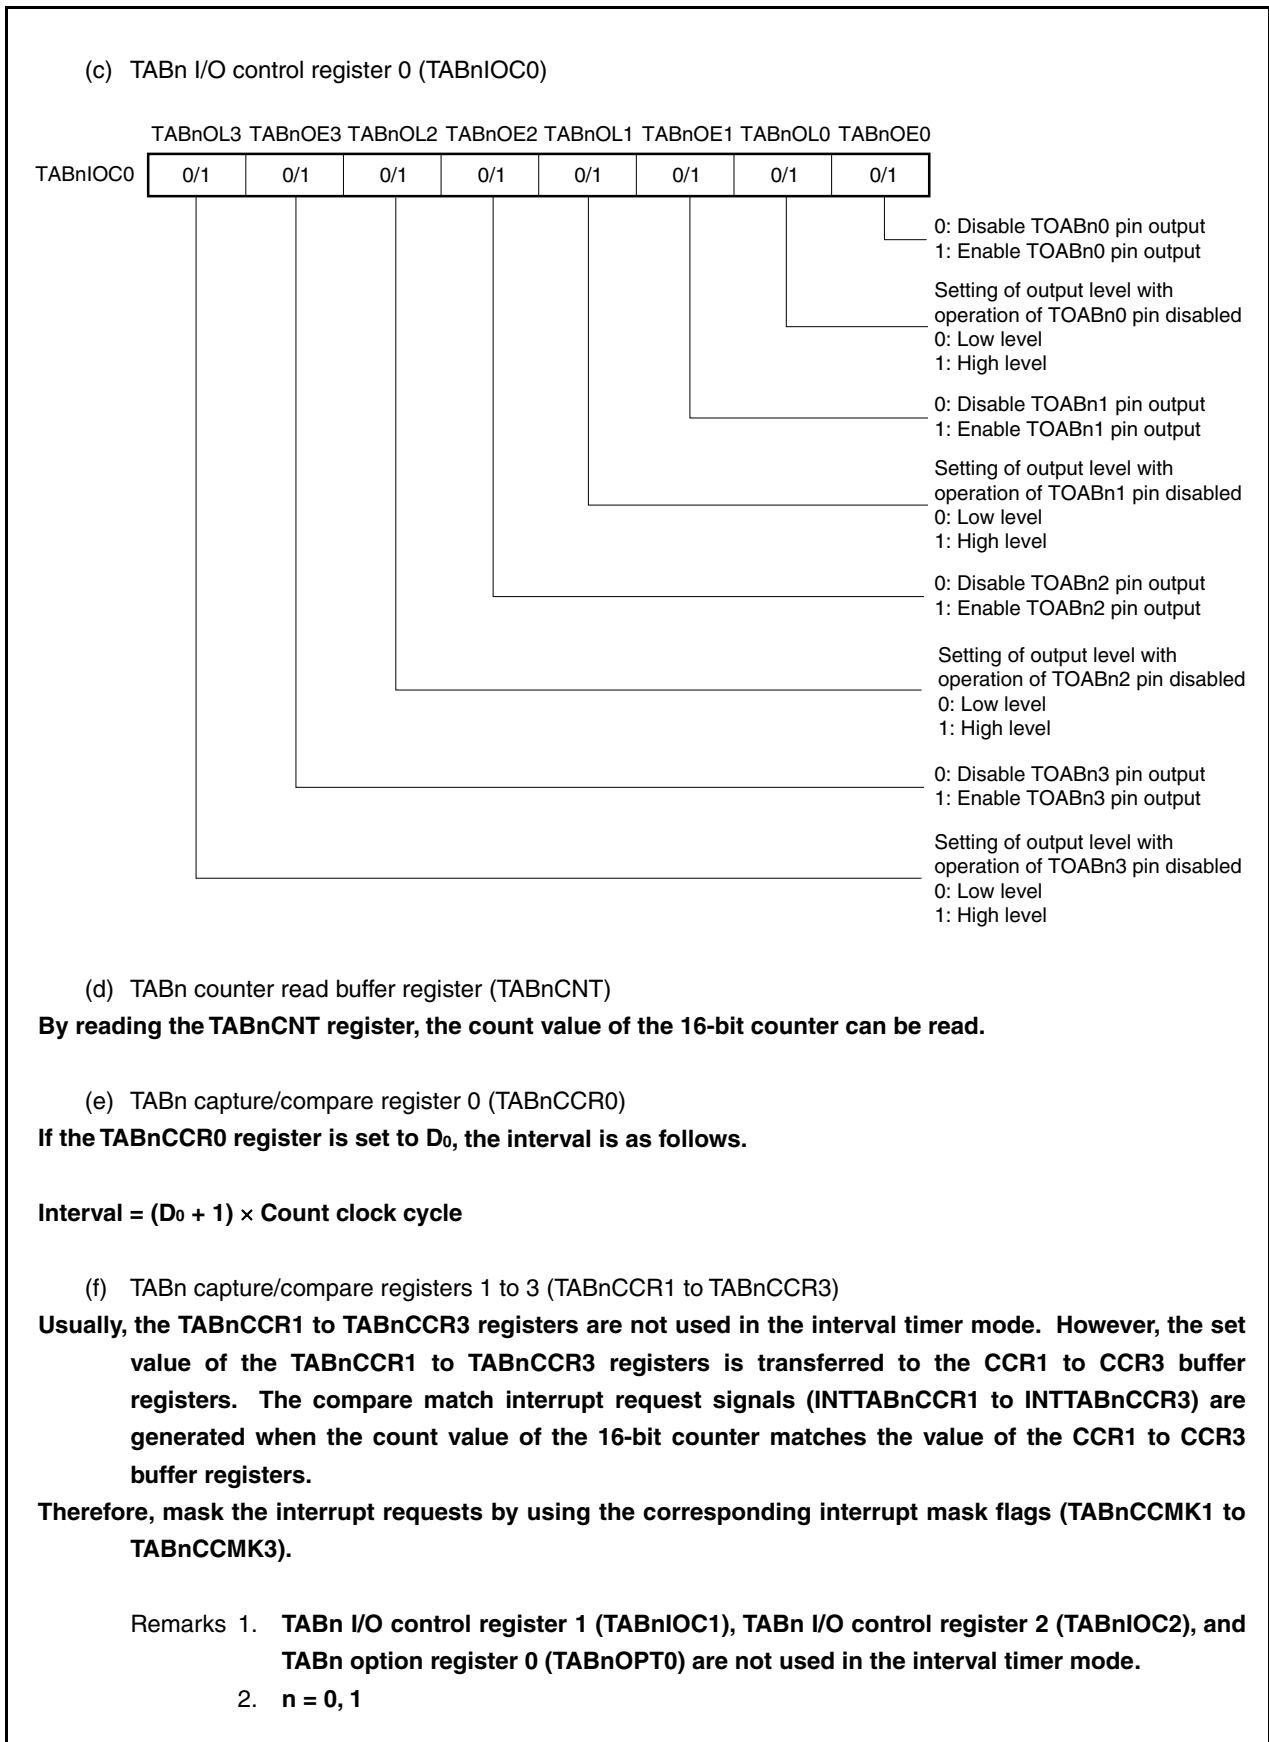 (c) TABn I/O control register 0 (TABnIOC0)
TABnOL3 TABnOE3 TABnOL2 TABnOE2 TABnOL1 TABnOE1 TABnOL0 TABnOE0
TABnIOC0 0/1 0/1 0/1 0/1 0/1 0/1 0/1 0/1
0: Disable TOABn0 pin output
1: Enable TOABn0 pin output
Setting of output level with
operation of TOABn0 pin disabled
0: Low level
1: High level
0: Disable TOABn1 pin output
1: Enable TOABn1 pin output
Setting of output level with
operation of TOABn1 pin disabled
0: Low level
1: High level
0: Disable TOABn2 pin output
1: Enable TOABn2 pin output
Setting of output level with
operation of TOABn2 pin disabled
0: Low level
1: High level
0: Disable TOABn3 pin output
1: Enable TOABn3 pin output
Setting of output level with
operation of TOABn3 pin disabled
0: Low level
1: High level
(d) TABn counter read buffer register (TABnCNT)
By reading the TABnCNT register, the count value of the 16-bit counter can be read.
(e) TABn capture/compare register 0 (TABnCCR0)
If the TABnCCR0 register is set to D0, the interval is as follows.
Interval = (D0 + 1) × Count clock cycle
(f) TABn capture/compare registers 1 to 3 (TABnCCR1 to TABnCCR3)
Usually, the TABnCCR1 to TABnCCR3 registers are not used in the interval timer mode. However, the set
value of the TABnCCR1 to TABnCCR3 registers is transferred to the CCR1 to CCR3 buffer
registers. The compare match interrupt request signals (INTTABnCCR1 to INTTABnCCR3) are
generated when the count value of the 16-bit counter matches the value of the CCR1 to CCR3
buffer registers.
Therefore, mask the interrupt requests by using the corresponding interrupt mask flags (TABnCCMK1 to
TABnCCMK3).
Remarks 1. TABn I/O control register 1 (TABnIOC1), TABn I/O control register 2 (TABnIOC2), and
TABn option register 0 (TABnOPT0) are not used in the interval timer mode.
2. n = 0, 1